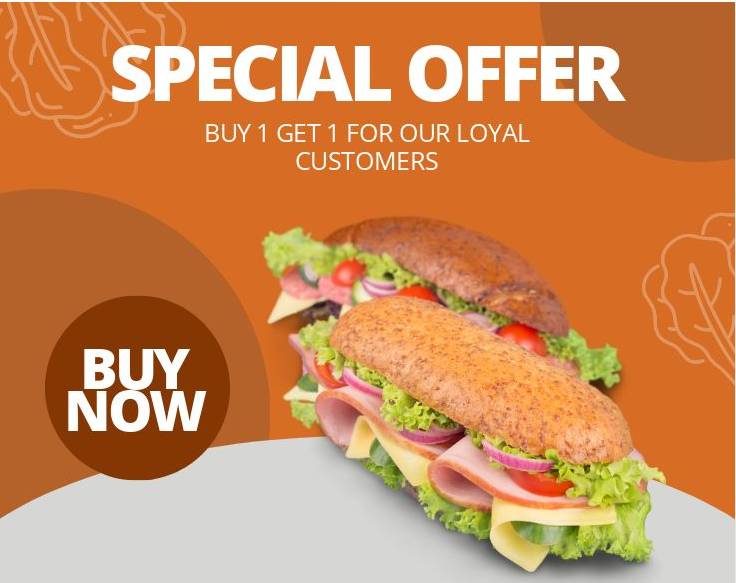 SPECIAL OFFER
BUY 1 GET 1 FOR OUR LOYAL
CUSTOMERS
BUY
NOW